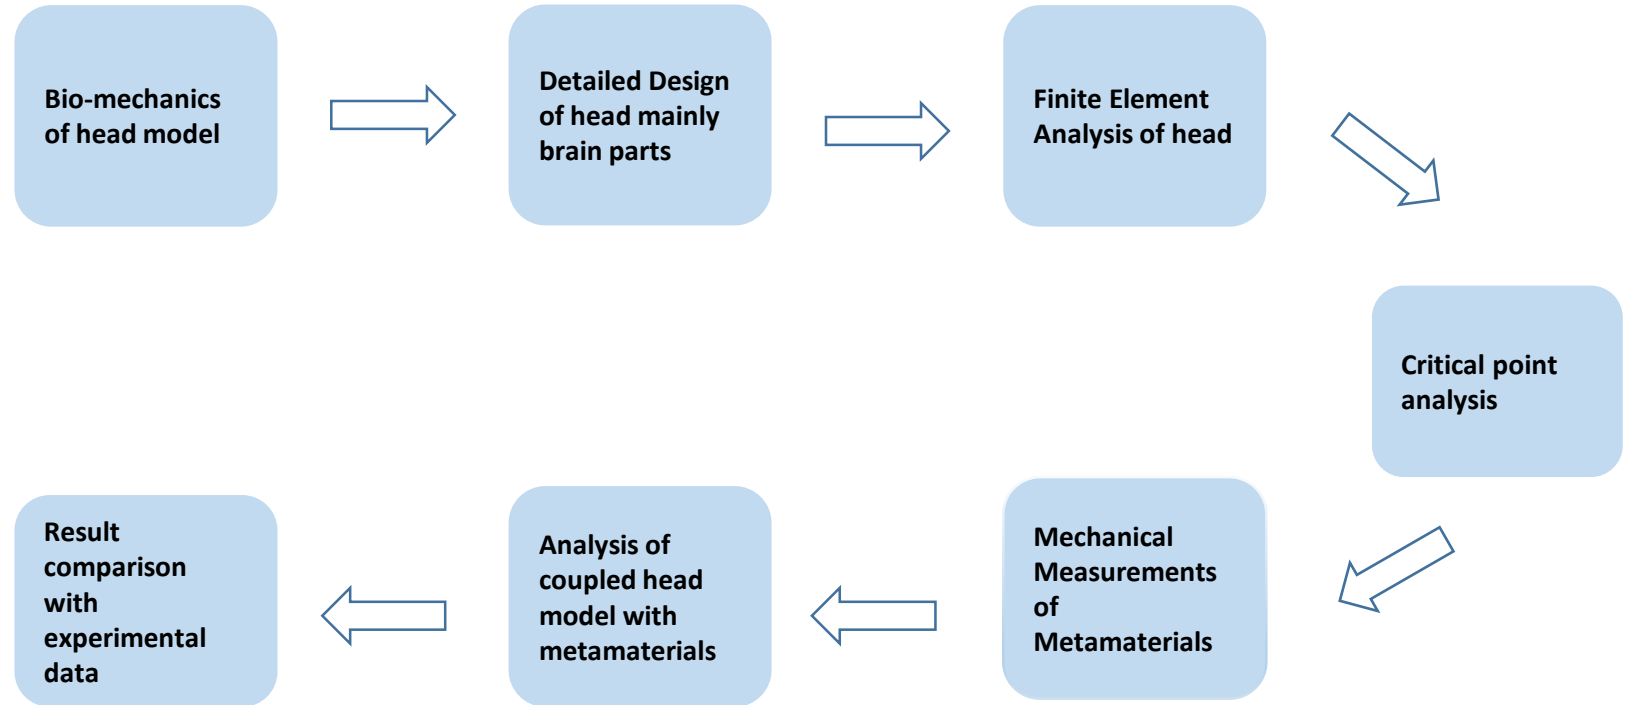 Bio-mechanics
of head model
Detailed Design
of head mainly
brain parts
Finite Element
Analysis of head
Critical point
analysis
Mechanical
Measurements
of
Metamaterials
Analysis of
coupled head
model with
metamaterials
Result
comparison
with
experimental
data